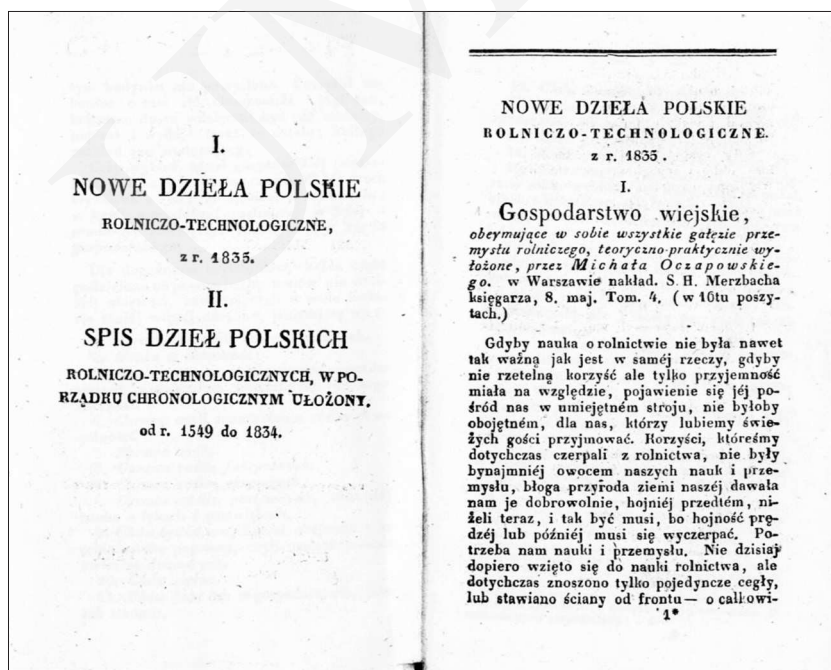 I.
NOWE DZIEŁA POLSKIE
ROLNICZO-TECHNOLOGICZNE,
z r. 1835.
II.
SPIS DZIEŁ POLSKICH
ROLNICZO-TECHNOLOGICZNYCH, W PO-
RZĄDKU CHRONOLOGICZNYM UŁOŻONY.
od r. 1549 do 1834.
NOWE DZIEŁA POLSKIE
ROLNICZO-TECHNOLOGICZNE.
z r. 1835.
I.
Gospodarstwo wiejskie,
obeymujące w sobie wszystkie gałęzie prze-
mysłu rolniczego, teoryczno-praktycznie wy-
łożone, przez Michała Oczapowskie-
go. w Warszawie nakład. S. H. Merzbacha
księgarza, 8. maj. Tom. 4. (w 16tu poszy-
tach.)
Gdyby nauka o rolnictwie nie była nawet
tak ważną jak jest w saméj rzeczy, gdyby
nie rzetelną korzyść ale tylko przyjemność
miała na względzie, pojawienie się jéj po-
śród nas w umiejętném stroju, nie byłoby
obojętném, dla nas, którzy lubiemy świe-
żych gości przyjmować. Korzyści, któreśmy
dotychczas czerpali z rolnictwa, nie były
bynajmniéj owocem naszych nauk i prze-
mysłu, błoga przyroda ziemi naszéj dawała
nam je dobrowolnie, hojniéj przedtém, ni-
żeli teraz, i tak być musi, bo hojność prę-
dzéj lub późniéj musi się wyczerpać. Po-
trzeba nam nauki i przemysłu. Nie dzisiaj
dopiero wzięto się do nauki rolnictwa, ale
dotychczas znoszono tylko pojedyncze cegły,
lub stawiano ściany od frontu — o całkowi-
1*